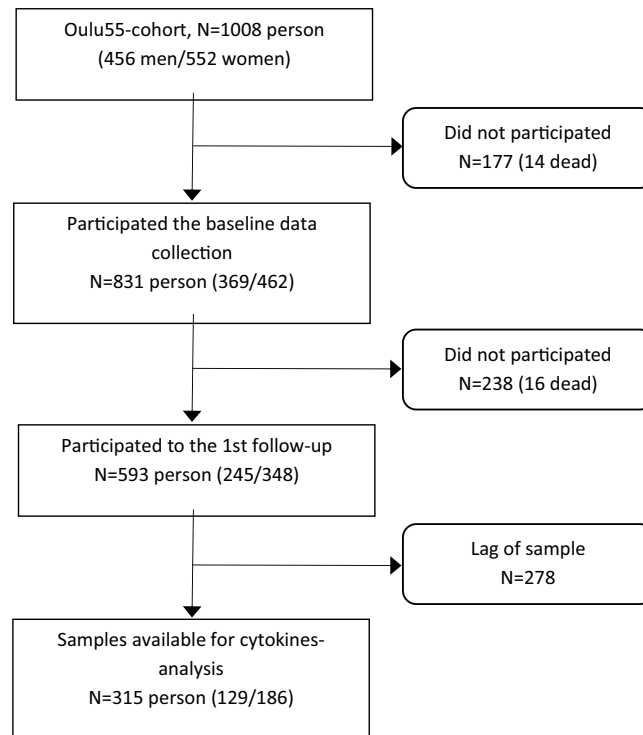 Oulu55-cohort, N=1008 person
(456 men/552 women)
Did not participated
N=177 (14 dead)
Participated the baseline data
collection
N=831 person (369/462)
Did not participated
N=238 (16 dead)
Participated to the 1st follow-up
N=593 person (245/348)
Lag of sample
N=278
Samples available for cytokines-
analysis
N=315 person (129/186)